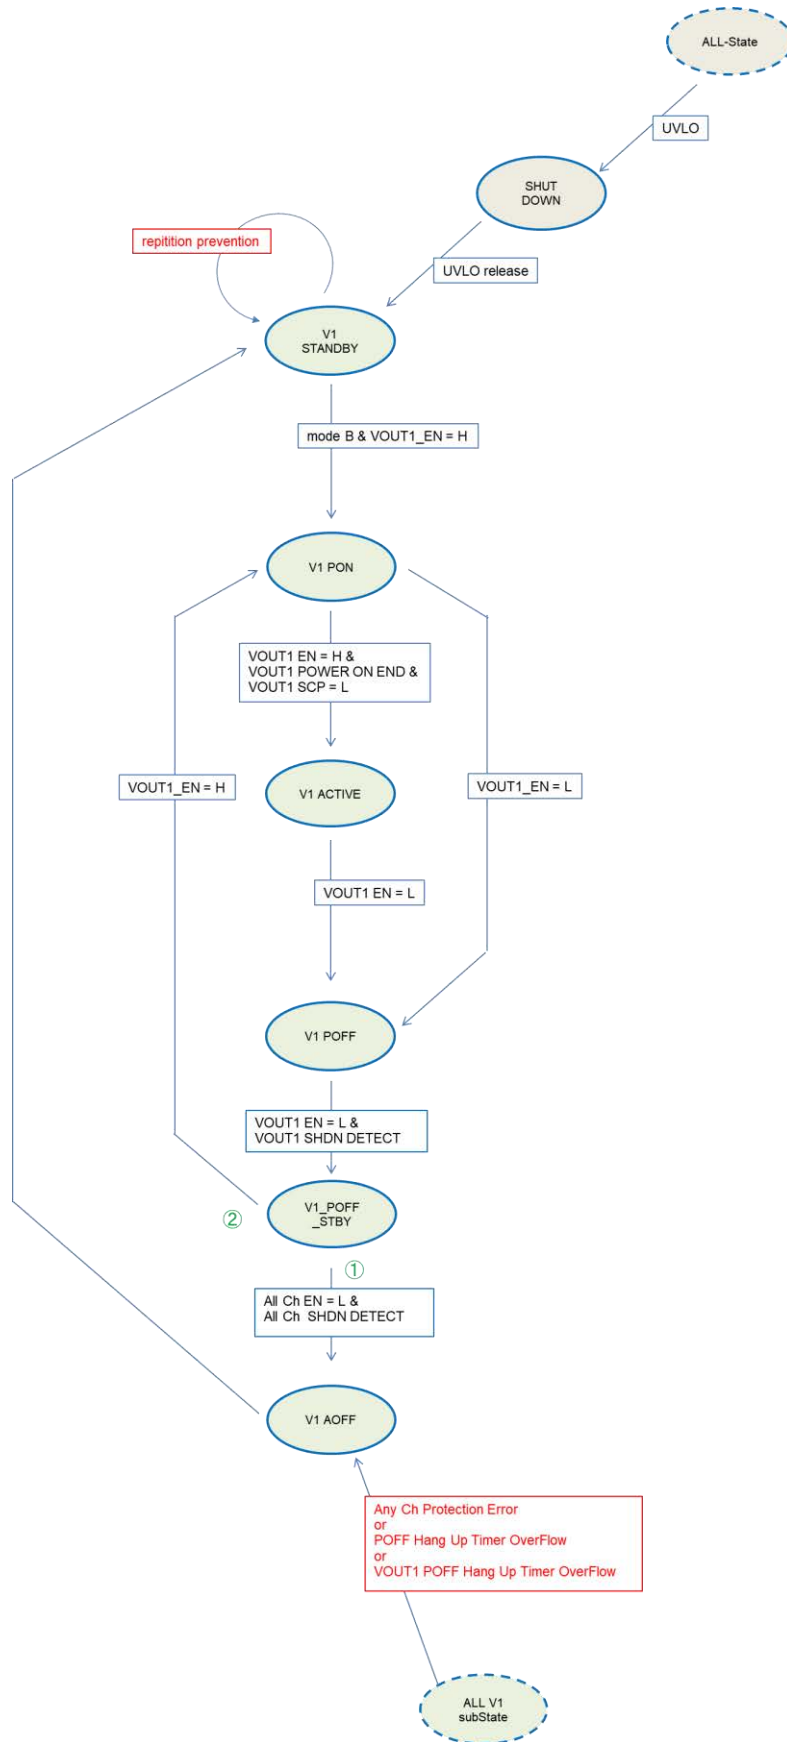 ALL-State
UVLO
SHUT
DOWN
repitition prevention
UVLO release
V1
STANDBY
mode B & VOUT1_EN = H
V1 PON
VOUT1 EN = H &
VOUT1 POWER ON END &
VOUT1 SCP = L
VOUT1_EN = H
V1 ACTIVE
VOUT1_EN = L
VOUT1 EN = L
V1 POFF
VOUT1 EN = L &
VOUT1 SHDN DETECT
V1_POFF
_STBY
②
①
All Ch EN = L &
All Ch SHDN DETECT
V1 AOFF
Any Ch Protection Error
or
POFF Hang Up Timer OverFlow
or
VOUT1 POFF Hang Up Timer OverFlow
ALL V1
subState